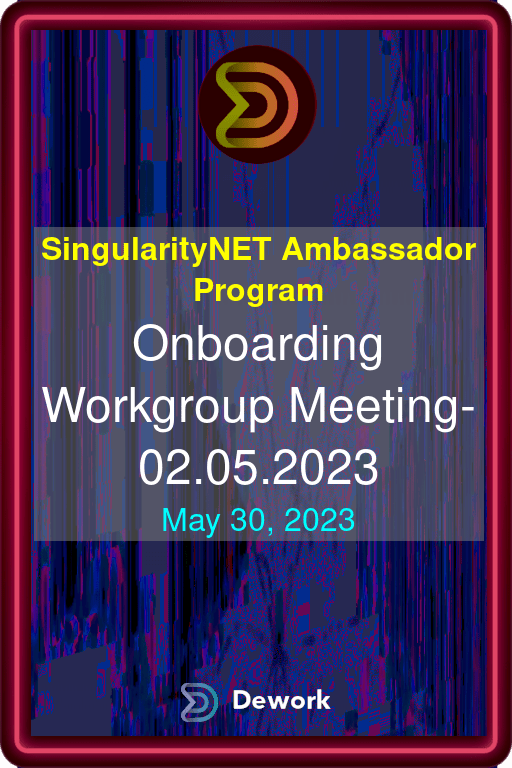 SingularityNET Ambassador
Program
Onboarding
Workgroup Meeting-
02.05.2023
May 30, 2023
Dework